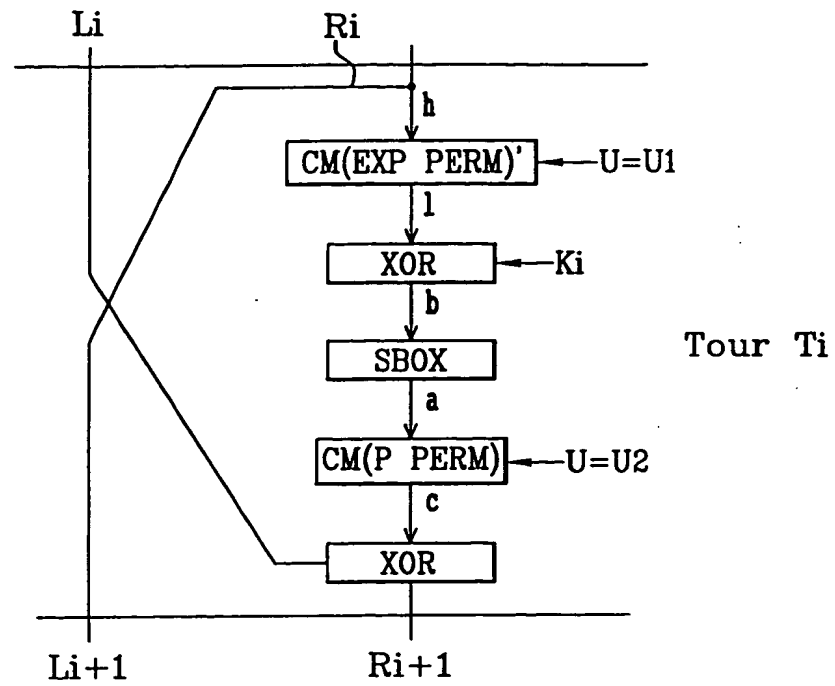 Li
Ri
h
CM(EXP PERM)'
U=U1
l
XOR
Ki
b
SBOX
Tour Ti
a
CM(P PERM)
U=U2
c
XOR
Li+1
Ri+1